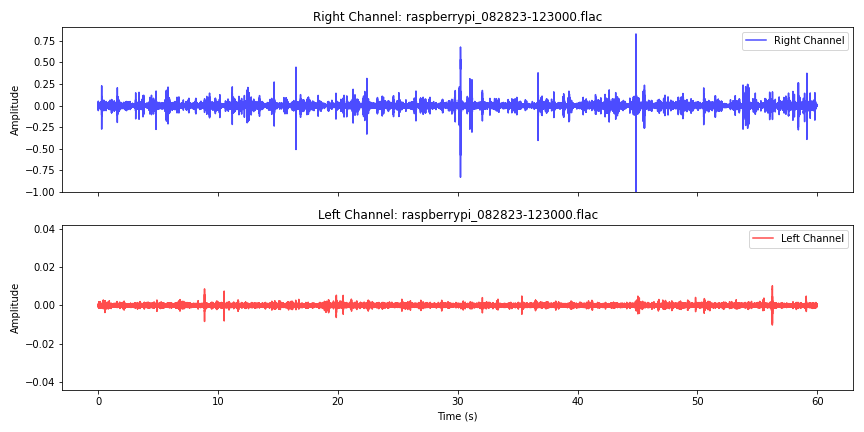 Right Channel: raspberrypi_082823-123000.flac
Right Channel
Amplitude
0.75
0.50
0.25
0.00
−0.25
−0.50
−0.75
−1.00
Left Channel: raspberrypi_082823-123000.flac
Left Channel
Amplitude
0.04
0.02
0.00
−0.02
−0.04
0 10 20 30 40 50 60
Time (s)